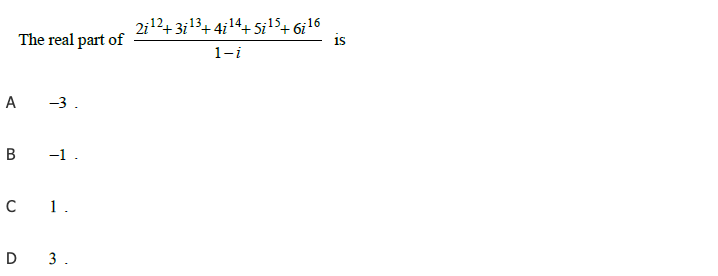 The real part of (2i^12+ 3i^13+ 4i^14+ 5i^15+ 6i^16)/(1−i) is
A −3 .
B −1 .
C 1 .
D 3 .